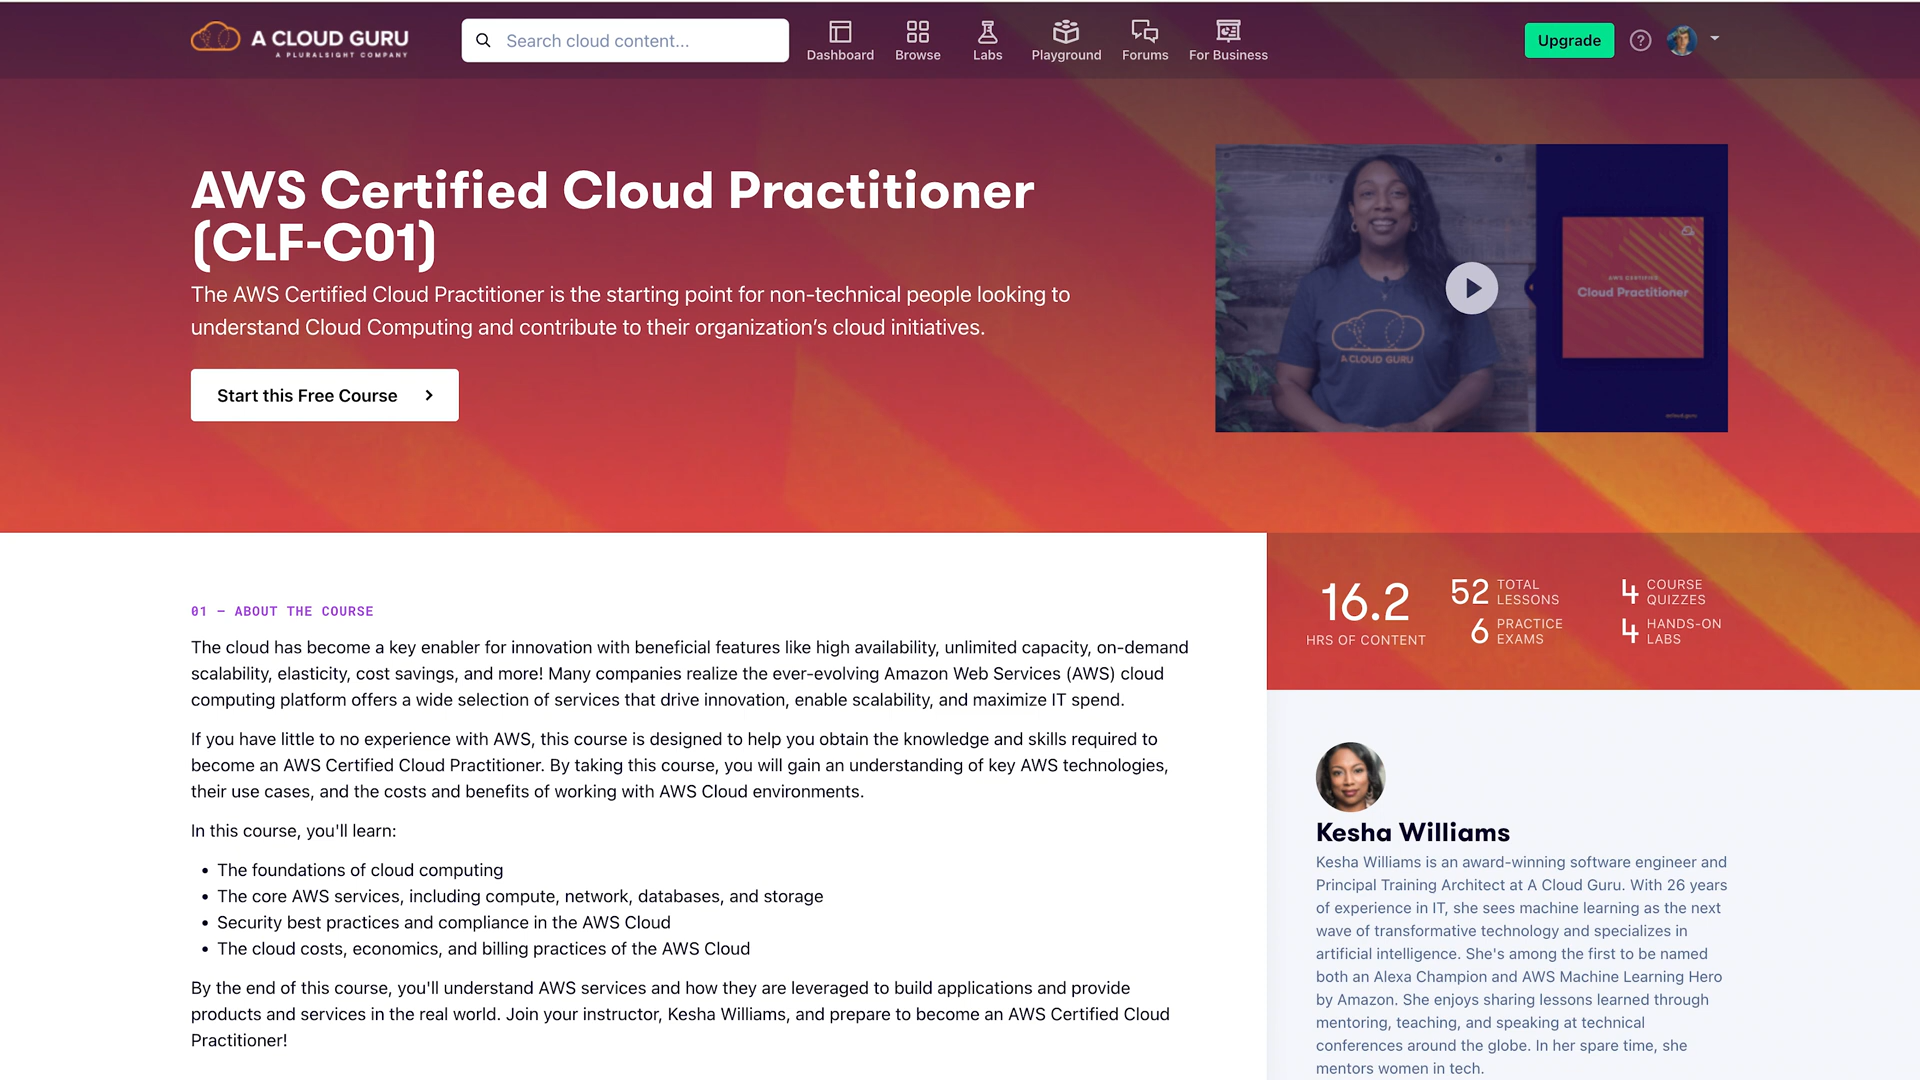 A CLOUD GURU
A PLURALSIGHT COMPANY
Search cloud content...
Dashboard
Browse
Labs
Playground
Forums
For Business
Upgrade
?
AWS Certified Cloud Practitioner
(CLF-C01)
The AWS Certified Cloud Practitioner is the starting point for non-technical people looking to
understand Cloud Computing and contribute to their organization’s cloud initiatives.
Start this Free Course
A CLOUD GURU
AWS CERTIFIED
Cloud Practitioner
acloud.guru
01 — ABOUT THE COURSE
The cloud has become a key enabler for innovation with beneficial features like high availability, unlimited capacity, on-demand
scalability, elasticity, cost savings, and more! Many companies realize the ever-evolving Amazon Web Services (AWS) cloud
computing platform offers a wide selection of services that drive innovation, enable scalability, and maximize IT spend.
If you have little to no experience with AWS, this course is designed to help you obtain the knowledge and skills required to
become an AWS Certified Cloud Practitioner. By taking this course, you will gain an understanding of key AWS technologies,
their use cases, and the costs and benefits of working with AWS Cloud environments.
In this course, you'll learn:
• The foundations of cloud computing
• The core AWS services, including compute, network, databases, and storage
• Security best practices and compliance in the AWS Cloud
• The cloud costs, economics, and billing practices of the AWS Cloud
By the end of this course, you'll understand AWS services and how they are leveraged to build applications and provide
products and services in the real world. Join your instructor, Kesha Williams, and prepare to become an AWS Certified Cloud
Practitioner!
16.2
HRS OF CONTENT
52 TOTAL
LESSONS
6 PRACTICE
EXAMS
4 COURSE
QUIZZES
4 HANDS-ON
LABS
Kesha Williams
Kesha Williams is an award-winning software engineer and
Principal Training Architect at A Cloud Guru. With 26 years
of experience in IT, she sees machine learning as the next
wave of transformative technology and specializes in
artificial intelligence. She's among the first to be named
both an Alexa Champion and AWS Machine Learning Hero
by Amazon. She enjoys sharing lessons learned through
mentoring, teaching, and speaking at technical
conferences around the globe. In her spare time, she
mentors women in tech.